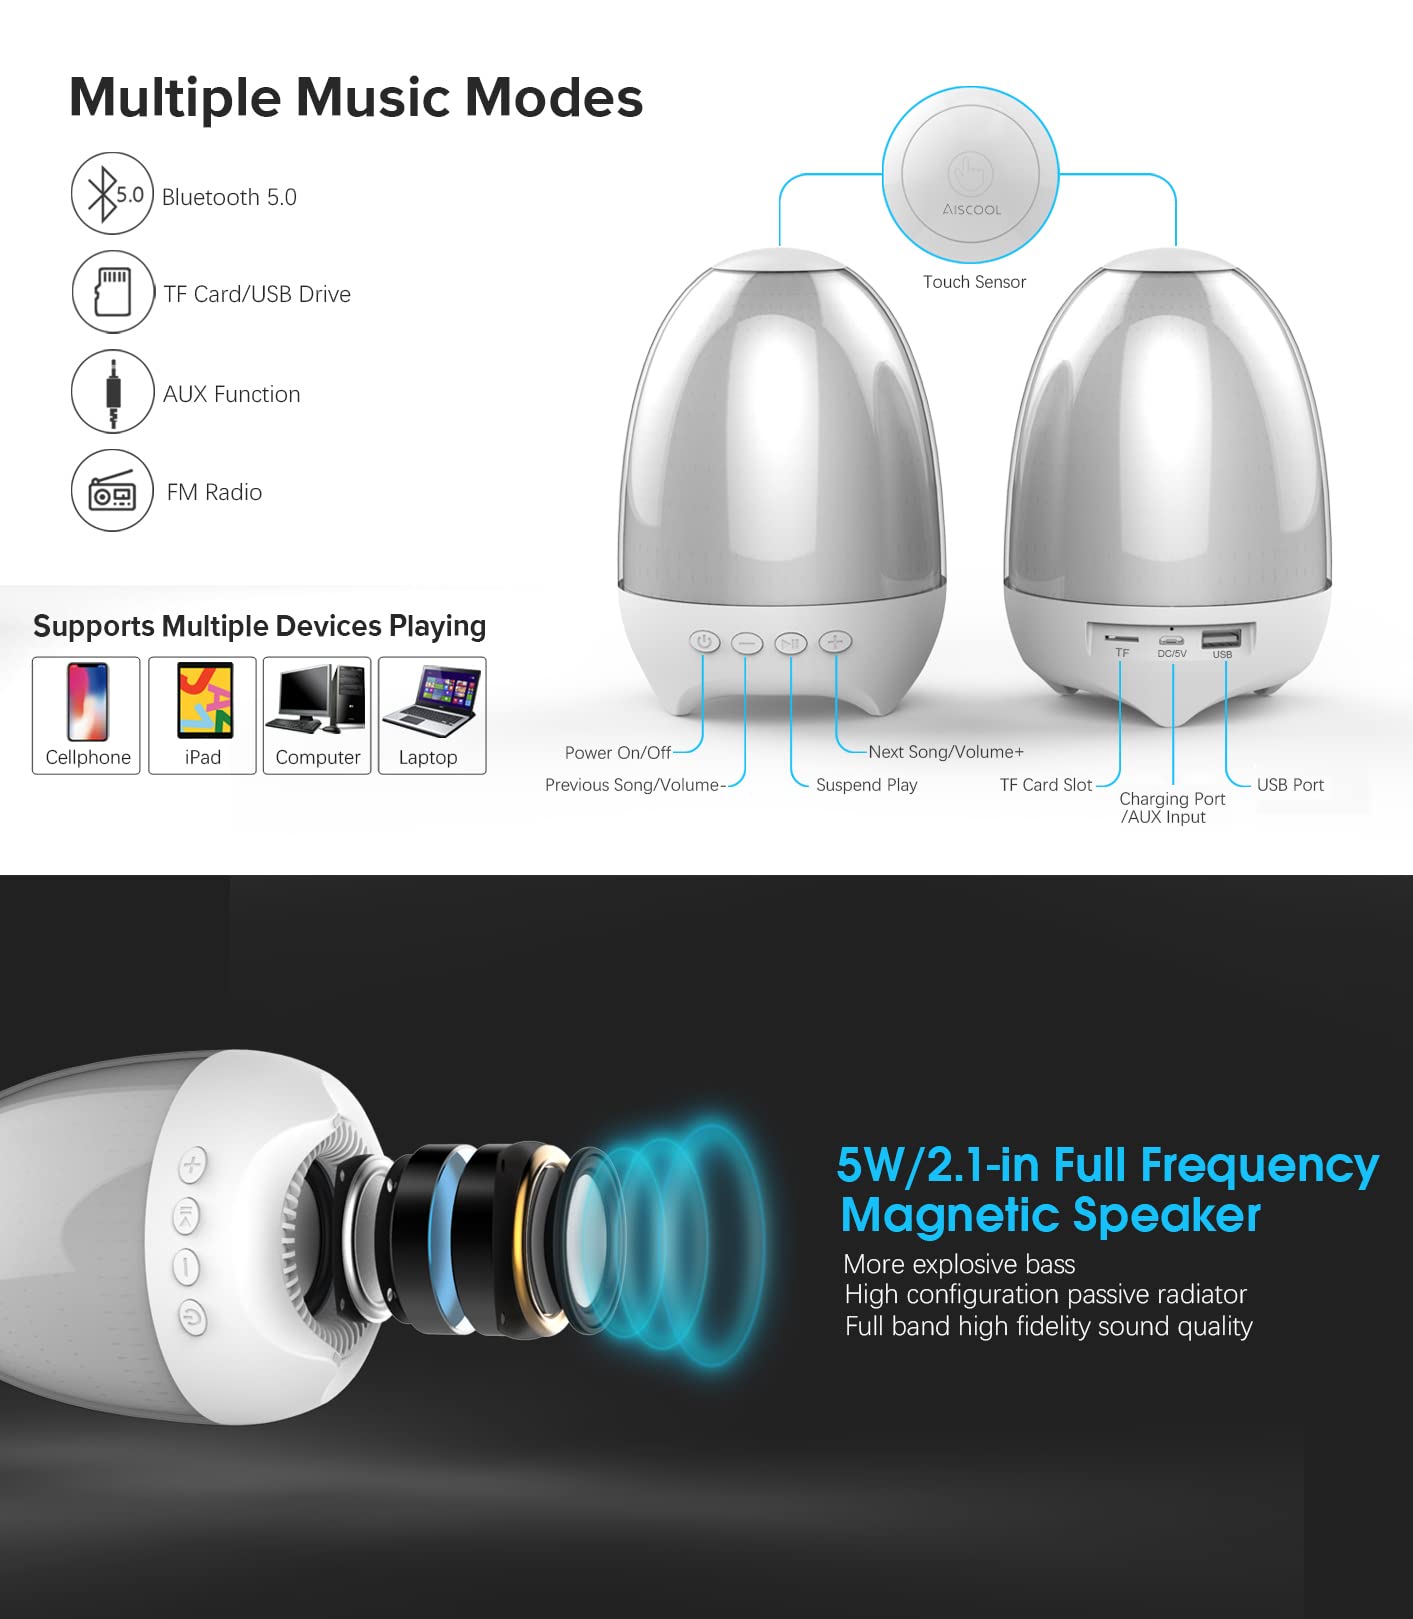 Multiple Music Modes
5.0
Bluetooth 5.0
TF Card/USB Drive
AUX Function
FM Radio
AISCOOL
Touch Sensor
Supports Multiple Devices Playing
Cellphone
iPad
Computer
Laptop
TF
DC/5V
USB
Power On/Off
Next Song/Volume+
Previous Song/Volume-
Suspend Play
TF Card Slot
Charging Port
/AUX Input
USB Port
5W/2.1-in Full Frequency
Magnetic Speaker
More explosive bass
High configuration passive radiator
Full band high fidelity sound quality